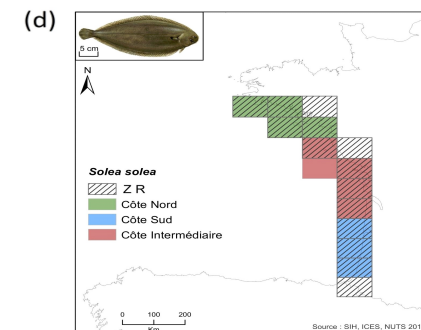 (d)
5 cm
N
Solea solea
Z R
Côte Nord
Côte Sud
Côte Intermédiaire
0 100 200
Km
Source : SIH, ICES, NUTS 201